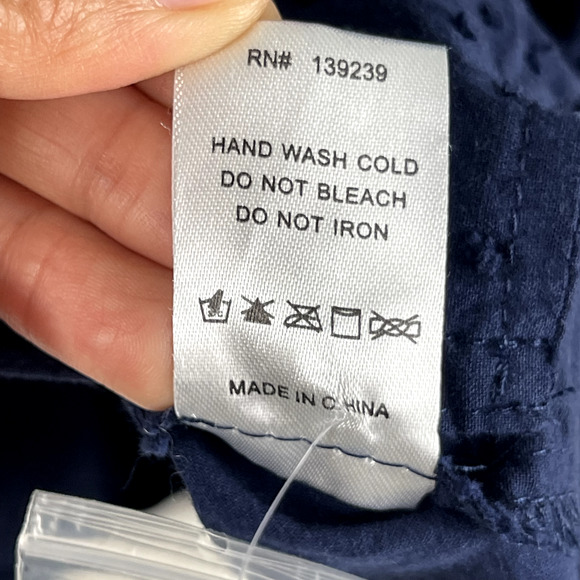 RN# 139239
HAND WASH COLD
DO NOT BLEACH
DO NOT IRON
MADE IN CHINA